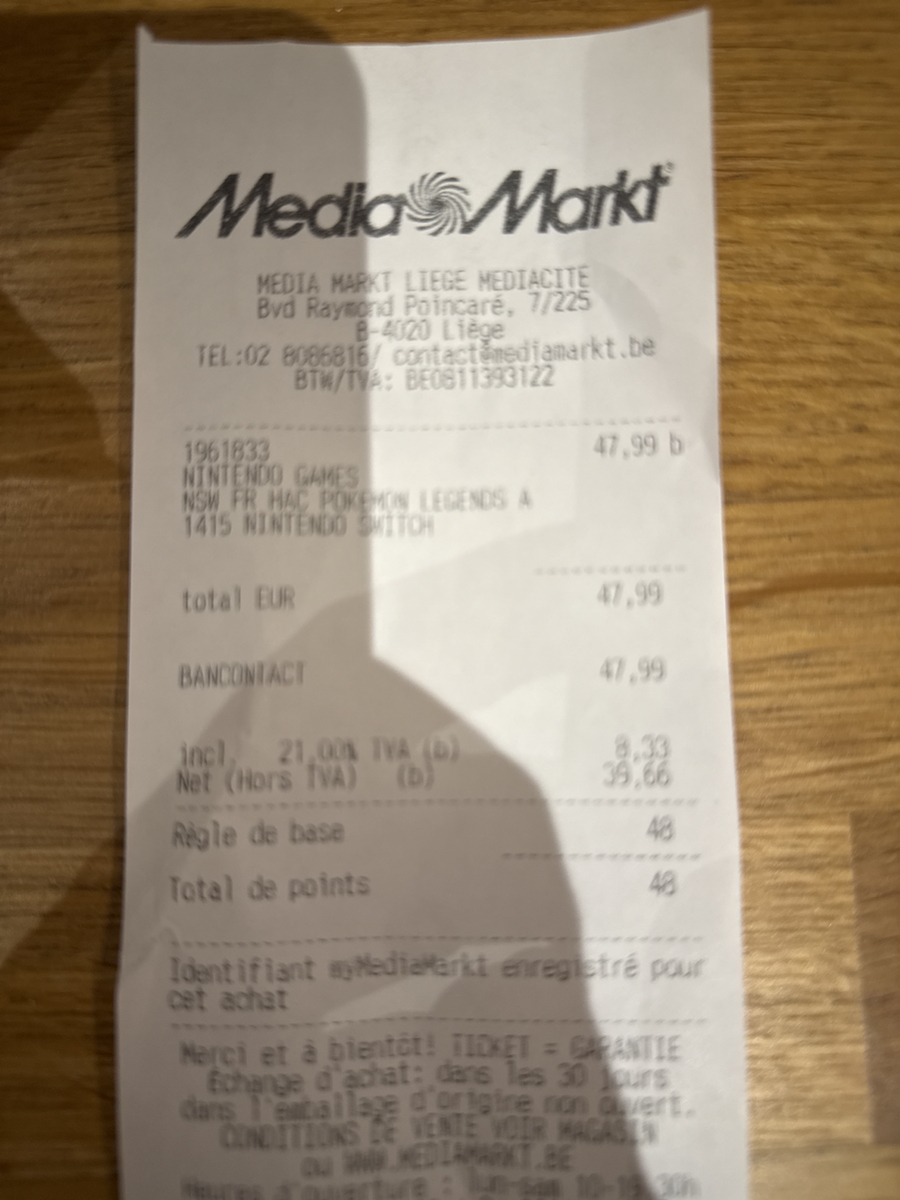 MediaMarkt
MEDIA MARKT LIEGE MEDIACITE
Bvd Raymond Poincaré, 7/225
B-4020 Liège
TEL:02 8086816/ contact@mediamarkt.be
BTW/TVA: BE0811393122
1961833 47,99 b
NINTENDO GAMES
NSW FR HAC POKEMON LEGENDS A
1415 NINTENDO SWITCH
total EUR 47,99
BANCONTACT 47,99
incl. 21,00% TVA (b) 8,33
Net (Hors TVA) (b) 39,66
Règle de base 48
Total de points 48
Identifiant myMediaMarkt enregistré pour
cet achat
Merci et à bientôt! TICKET = GARANTIE
Échange d'achat: dans les 30 jours
dans l'emballage d'origine non ouvert.
CONDITIONS DE VENTE VOIR MAGASIN
OU WWW.MEDIAMARKT.BE
Heures d'ouverture : lun-sam